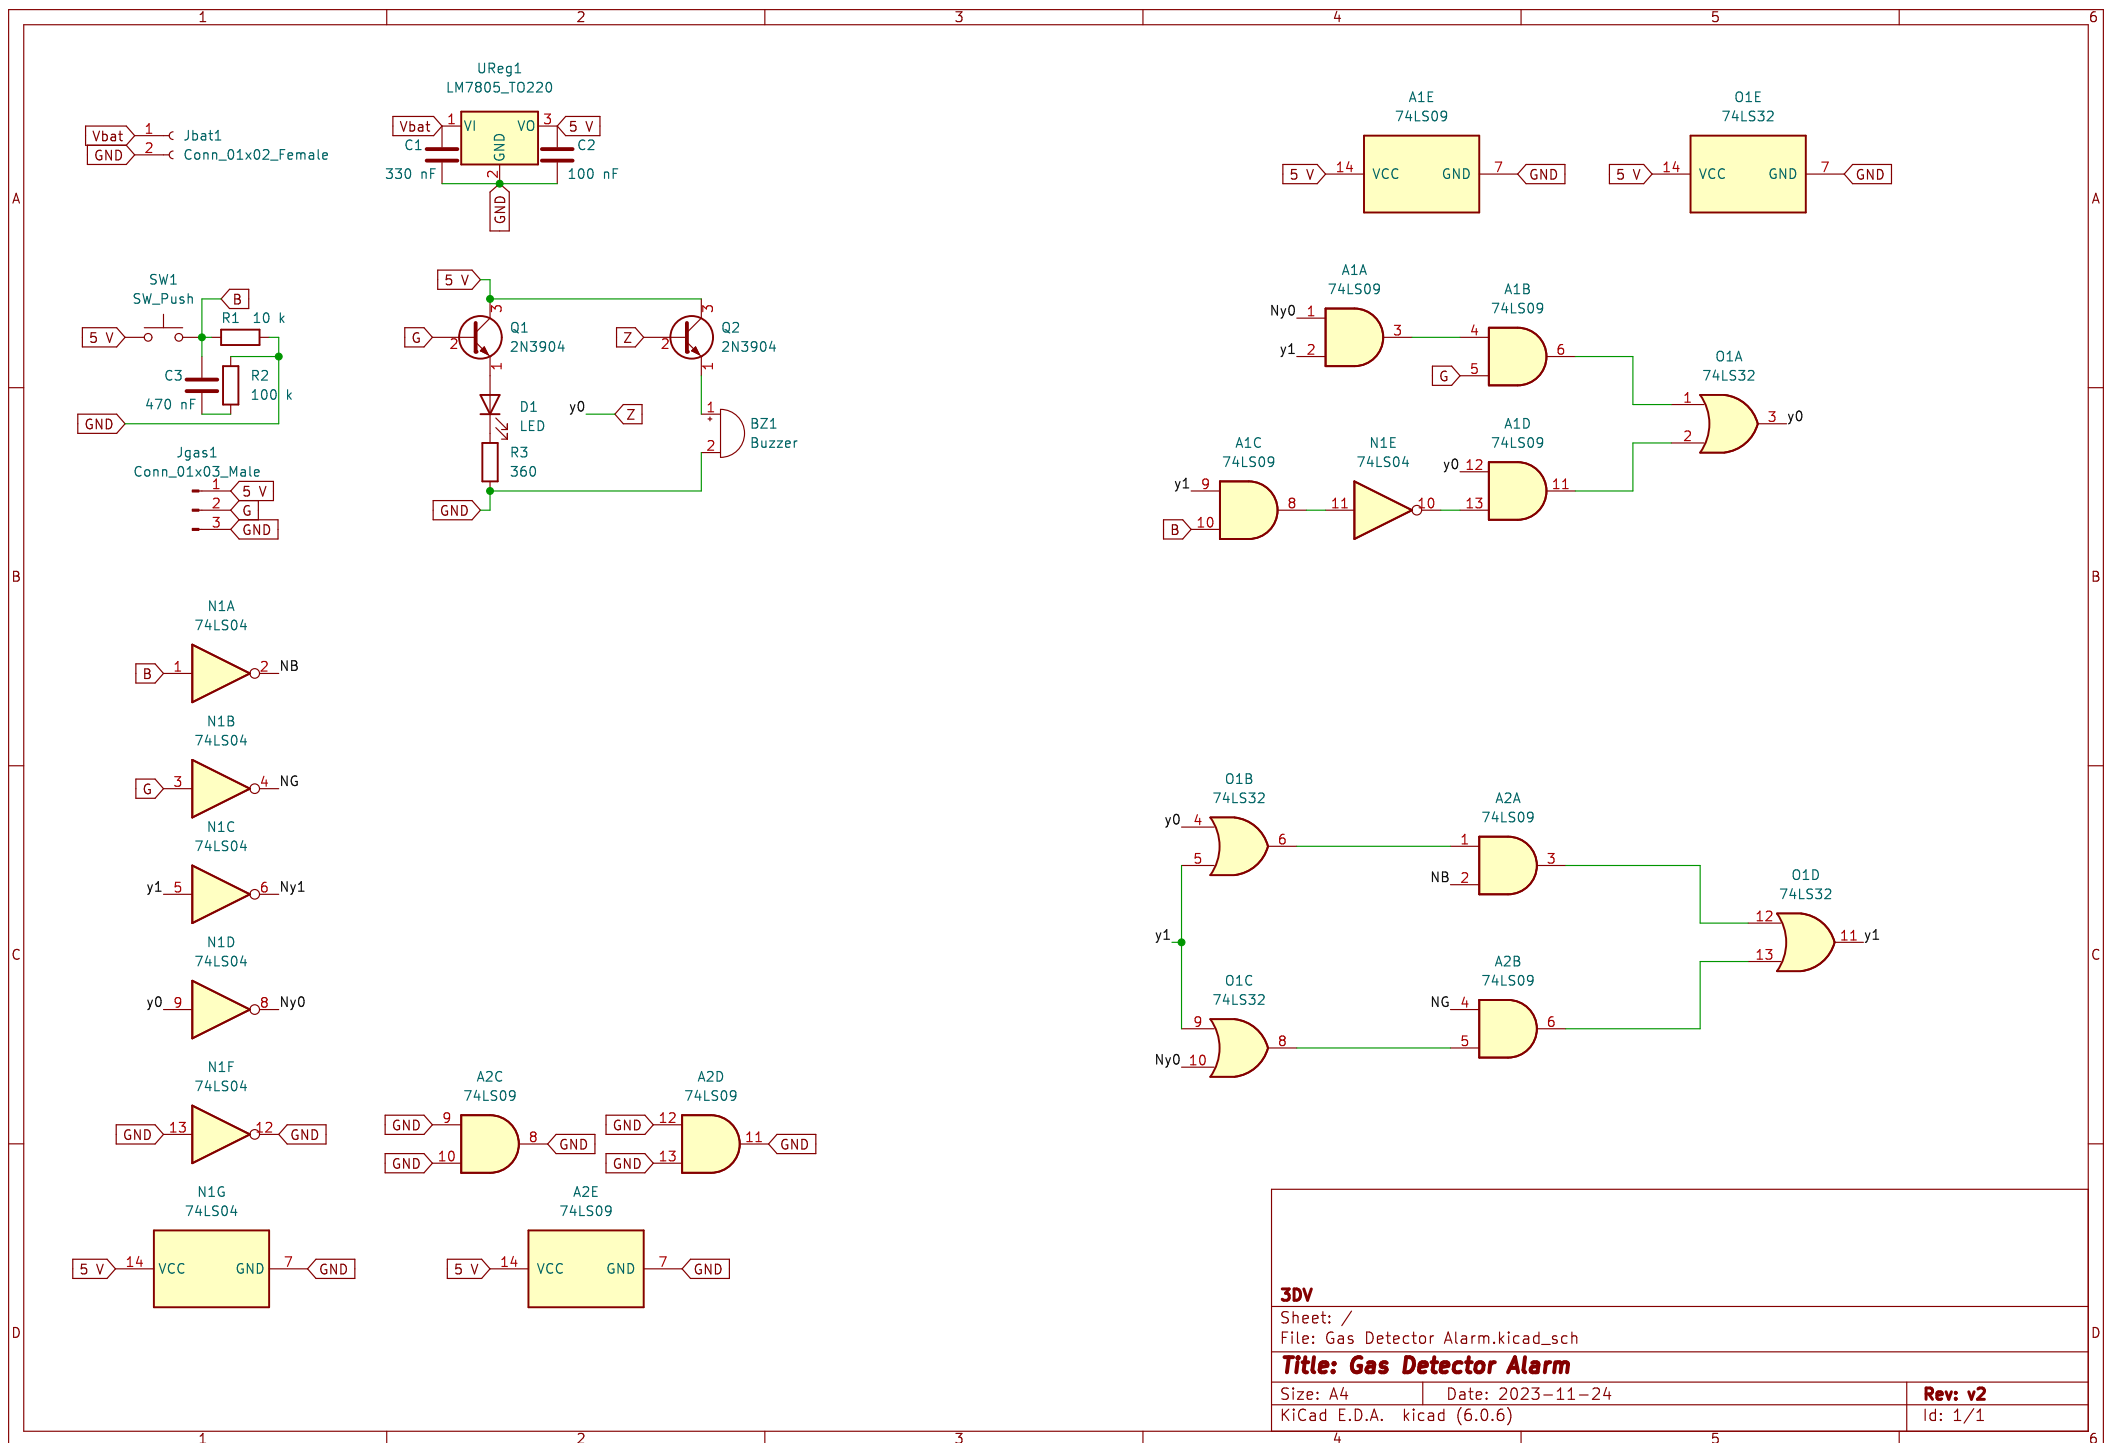 1 2 3 4 5 6
UReg1
LM7805_TO220
Vbat 1 VI VO 3 5 V
GND
2
C1 C2
330 nF 100 nF
GND
Vbat 1 Jbat1
GND 2 Conn_01x02_Female
A1E
74LS09
5 V 14 VCC GND 7 GND
O1E
74LS32
5 V 14 VCC GND 7 GND
A A
SW1
SW_Push
B
R1 10 k
5 V
C3 R2
470 nF 100 k
GND
5 V
3
G 2 Q1
2N3904
1
D1
LED
R3
360
GND
3
Z 2 Q2
2N3904
1
y0 Z
1
+
BZ1
Buzzer
2
Jgas1
Conn_01x03_Male
1 5 V
2 G
3 GND
A1A
74LS09
Ny0 1
y1 2
3
A1B
74LS09
4
G 5
6
O1A
74LS32
1
2
3 y0
A1C
74LS09
y1 9
B 10
8
N1E
74LS04
11 10
A1D
74LS09
y0 12
13
11
B B
N1A
74LS04
B 1 2 NB
N1B
74LS04
G 3 4 NG
N1C
74LS04
y1 5 6 Ny1
N1D
74LS04
y0 9 8 Ny0
N1F
74LS04
GND 13 12 GND
O1B
74LS32
y0 4
5
6
A2A
74LS09
1
NB 2
3
O1D
74LS32
12
13
11 y1
y1
O1C
74LS32
9
Ny0 10
8
A2B
74LS09
NG 4
5
6
C C
A2C
74LS09
GND 9
GND 10
8 GND
A2D
74LS09
GND 12
GND 13
11 GND
N1G
74LS04
5 V 14 VCC GND 7 GND
A2E
74LS09
5 V 14 VCC GND 7 GND
D D
3DV
Sheet: /
File: Gas Detector Alarm.kicad_sch
Title: Gas Detector Alarm
Size: A4 Date: 2023-11-24 Rev: v2
KiCad E.D.A. kicad (6.0.6) Id: 1/1
1 2 3 4 5 6